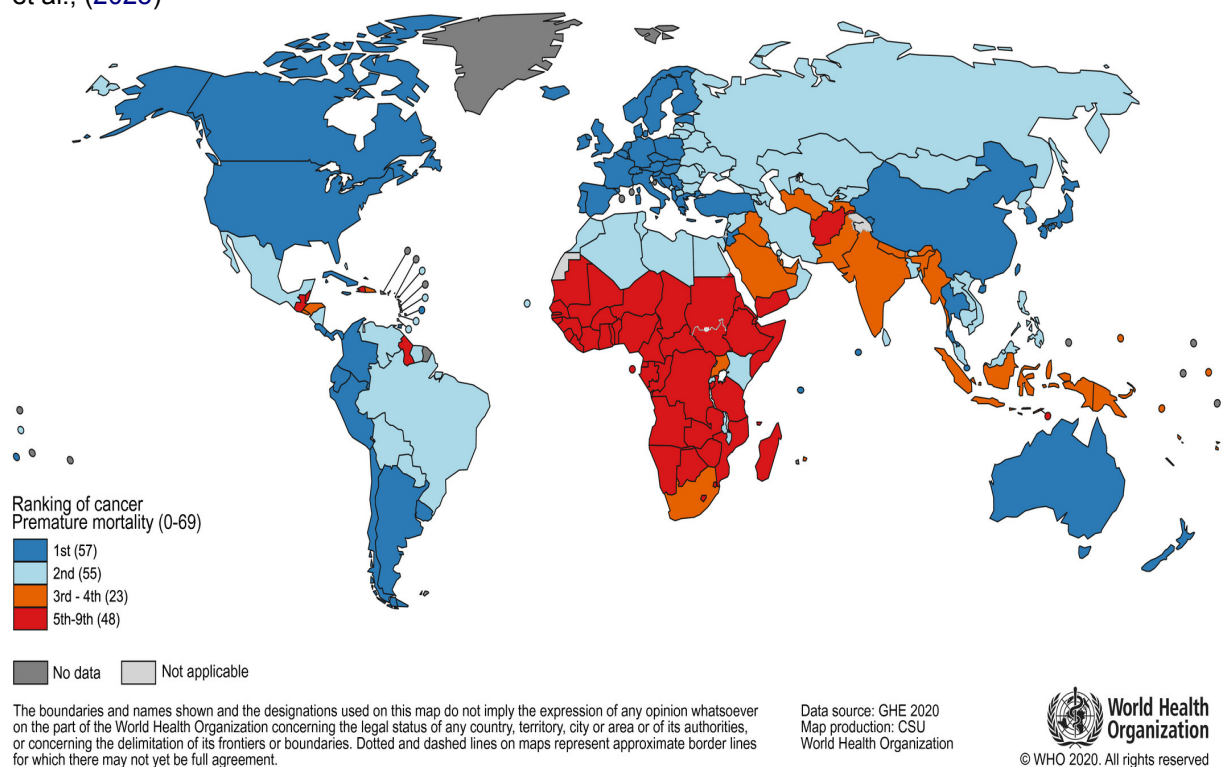 et al., (2023)
Ranking of cancer
Premature mortality (0-69)
1st (57)
2nd (55)
3rd - 4th (23)
5th-9th (48)
No data
Not applicable
The boundaries and names shown and the designations used on this map do not imply the expression of any opinion whatsoever
on the part of the World Health Organization concerning the legal status of any country, territory, city or area or of its authorities,
or concerning the delimitation of its frontiers or boundaries. Dotted and dashed lines on maps represent approximate border lines
for which there may not yet be full agreement.
Data source: GHE 2020
Map production: CSU
World Health Organization
World Health
Organization
© WHO 2020. All rights reserved